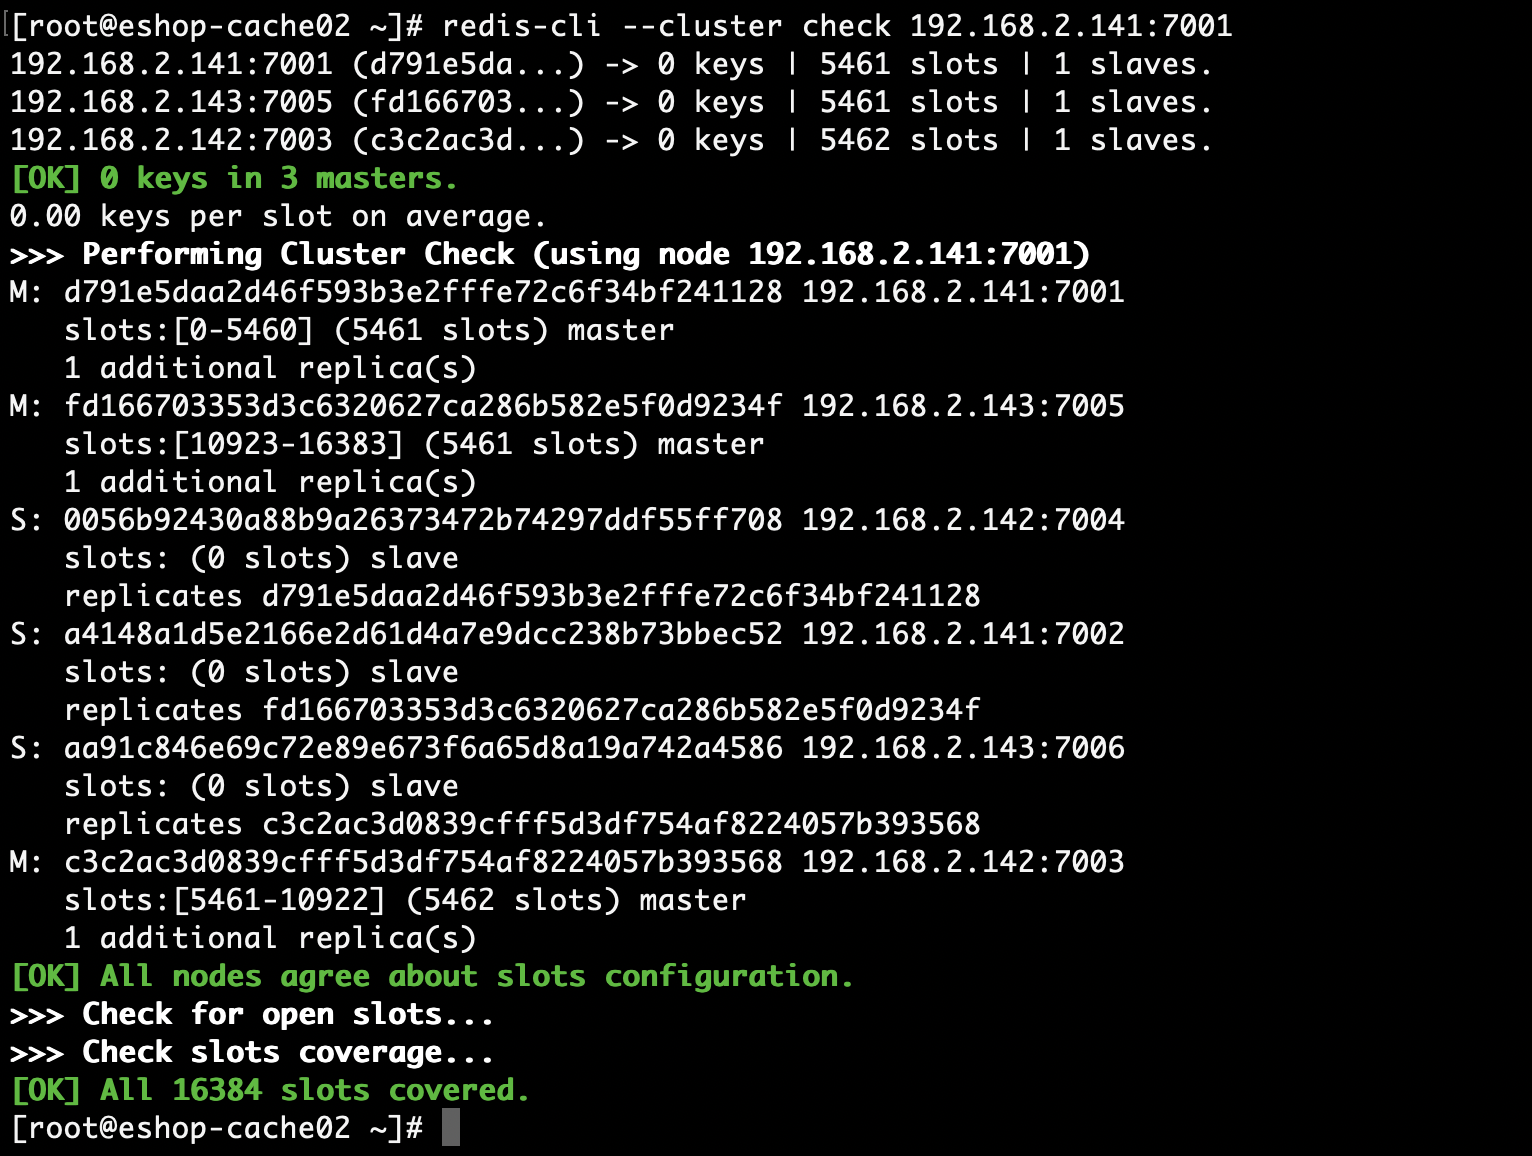 [root@eshop-cache02 ~]# redis-cli --cluster check 192.168.2.141:7001
192.168.2.141:7001 (d791e5da...) -> 0 keys | 5461 slots | 1 slaves.
192.168.2.143:7005 (fd166703...) -> 0 keys | 5461 slots | 1 slaves.
192.168.2.142:7003 (c3c2ac3d...) -> 0 keys | 5462 slots | 1 slaves.
[OK] 0 keys in 3 masters.
0.00 keys per slot on average.
>>> Performing Cluster Check (using node 192.168.2.141:7001)
M: d791e5daa2d46f593b3e2fffe72c6f34bf241128 192.168.2.141:7001
   slots:[0-5460] (5461 slots) master
   1 additional replica(s)
M: fd166703353d3c6320627ca286b582e5f0d9234f 192.168.2.143:7005
   slots:[10923-16383] (5461 slots) master
   1 additional replica(s)
S: 0056b92430a88b9a26373472b74297ddf55ff708 192.168.2.142:7004
   slots: (0 slots) slave
   replicates d791e5daa2d46f593b3e2fffe72c6f34bf241128
S: a4148a1d5e2166e2d61d4a7e9dcc238b73bbec52 192.168.2.141:7002
   slots: (0 slots) slave
   replicates fd166703353d3c6320627ca286b582e5f0d9234f
S: aa91c846e69c72e89e673f6a65d8a19a742a4586 192.168.2.143:7006
   slots: (0 slots) slave
   replicates c3c2ac3d0839cfff5d3df754af8224057b393568
M: c3c2ac3d0839cfff5d3df754af8224057b393568 192.168.2.142:7003
   slots:[5461-10922] (5462 slots) master
   1 additional replica(s)
[OK] All nodes agree about slots configuration.
>>> Check for open slots...
>>> Check slots coverage...
[OK] All 16384 slots covered.
[root@eshop-cache02 ~]#